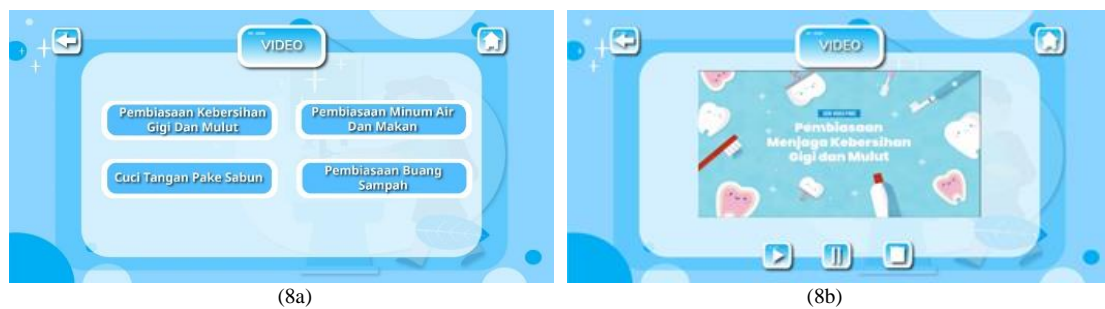 VIDEO
Pembiasaan Kebersihan
Gigi Dan Mulut
Pembiasaan Minum Air
Dan Makan
Cuci Tangan Pake Sabun
Pembiasaan Buang
Sampah
(8a)
VIDEO
Pembiasaan
Menjaga Kebersihan
Gigi dan Mulut
(8b)